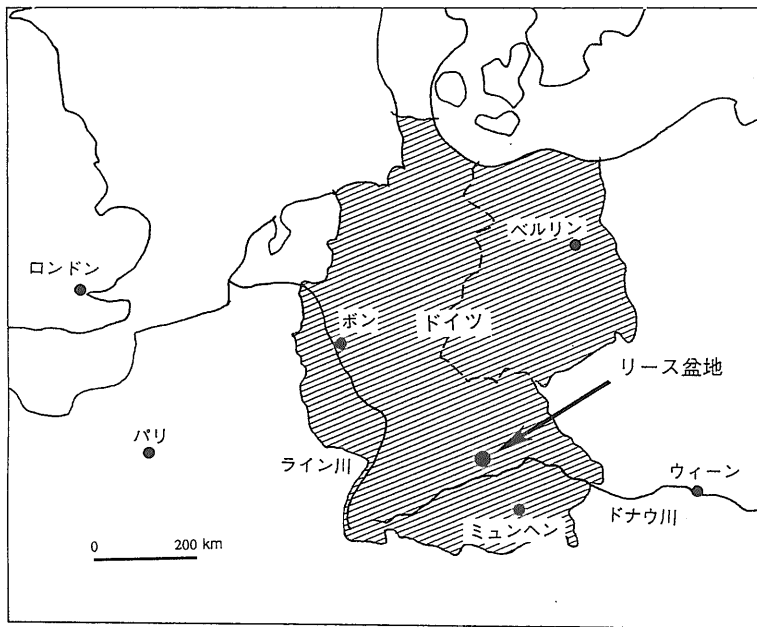 ベルリン
ロンドン
ボン
ドイツ
リース盆地
パリ
ライン川
ウィーン
ドナウ川
ミュンヘン
0 200 km